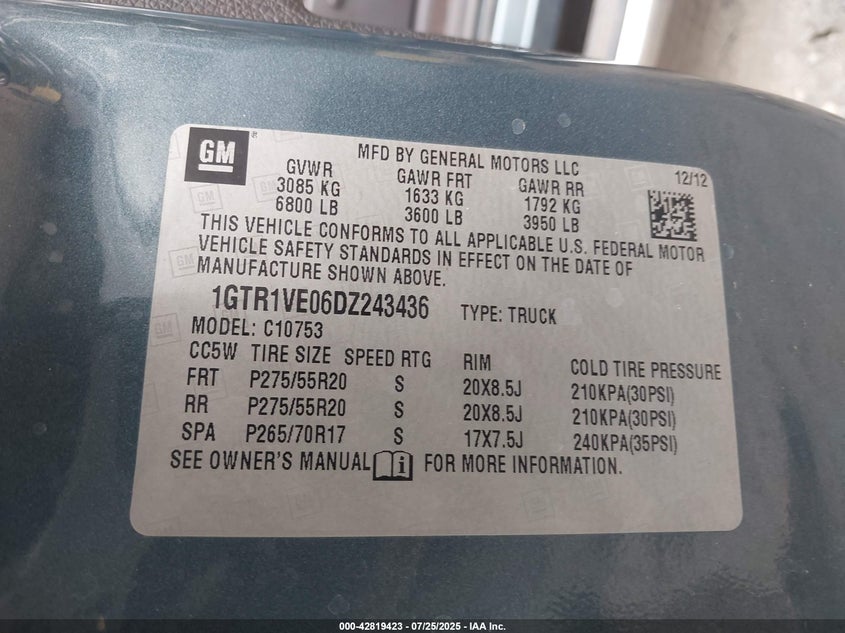 GM
MFD BY GENERAL MOTORS LLC
12/12
GVWR GAWR FRT GAWR RR
3085 KG 1633 KG 1792 KG
6800 LB 3600 LB 3950 LB
THIS VEHICLE CONFORMS TO ALL APPLICABLE U.S. FEDERAL MOTOR
VEHICLE SAFETY STANDARDS IN EFFECT ON THE DATE OF
MANUFACTURE SHOWN ABOVE.
1GTR1VE06DZ243436 TYPE: TRUCK
MODEL: C10753
CC5W TIRE SIZE SPEED RTG RIM COLD TIRE PRESSURE
FRT P275/55R20 S 20X8.5J 210KPA(30PSI)
RR P275/55R20 S 20X8.5J 210KPA(30PSI)
SPA P265/70R17 S 17X7.5J 240KPA(35PSI)
SEE OWNER'S MANUAL i FOR MORE INFORMATION.
000-42819423 - 07/25/2025 - IAA Inc.